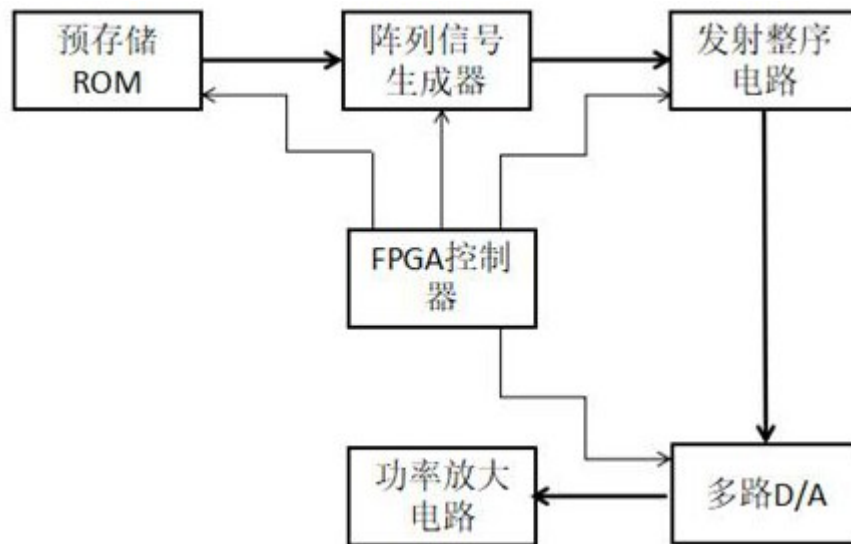 预存储
ROM
阵列信号
生成器
发射整序
电路
FPGA控制
器
功率放大
电路
多路D/A